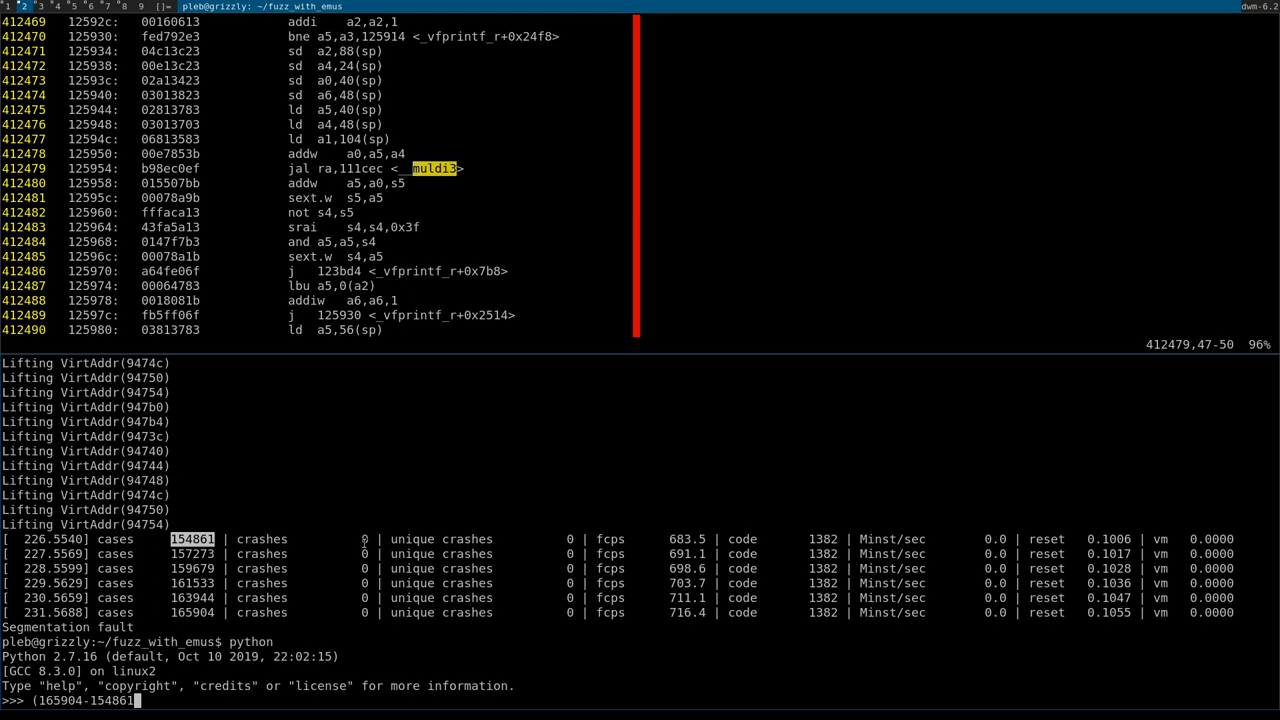 1 2 3 4 5 6 7 8 9 []= pleb@grizzly: ~/fuzz_with_emus dwm-6.2
412469 12592c: 00160613 addi a2,a2,1
412470 125930: fed792e3 bne a5,a3,125914 <_vfprintf_r+0x24f8>
412471 125934: 04c13c23 sd a2,88(sp)
412472 125938: 00e13c23 sd a4,24(sp)
412473 12593c: 02a13423 sd a0,40(sp)
412474 125940: 03013823 sd a6,48(sp)
412475 125944: 02813783 ld a5,40(sp)
412476 125948: 03013703 ld a4,48(sp)
412477 12594c: 06813583 ld a1,104(sp)
412478 125950: 00e7853b addw a0,a5,a4
412479 125954: b98ec0ef jal ra,111cec <__muldi3>
412480 125958: 015507bb addw a5,a0,s5
412481 12595c: 00078a9b sext.w s5,a5
412482 125960: fffaca13 not s4,s5
412483 125964: 43fa5a13 srai s4,s4,0x3f
412484 125968: 0147f7b3 and a5,a5,s4
412485 12596c: 00078a1b sext.w s4,a5
412486 125970: a64fe06f j 123bd4 <_vfprintf_r+0x7b8>
412487 125974: 00064783 lbu a5,0(a2)
412488 125978: 0018081b addiw a6,a6,1
412489 12597c: fb5ff06f j 125930 <_vfprintf_r+0x2514>
412490 125980: 03813783 ld a5,56(sp)
412479,47-50 96%
Lifting VirtAddr(9474c)
Lifting VirtAddr(94750)
Lifting VirtAddr(94754)
Lifting VirtAddr(947b0)
Lifting VirtAddr(947b4)
Lifting VirtAddr(9473c)
Lifting VirtAddr(94740)
Lifting VirtAddr(94744)
Lifting VirtAddr(94748)
Lifting VirtAddr(9474c)
Lifting VirtAddr(94750)
Lifting VirtAddr(94754)
[ 226.5540] cases 154861 | crashes 0 | unique crashes 0 | fcps 683.5 | code 1382 | Minst/sec 0.0 | reset 0.1006 | vm 0.0000
[ 227.5569] cases 157273 | crashes 0 | unique crashes 0 | fcps 691.1 | code 1382 | Minst/sec 0.0 | reset 0.1017 | vm 0.0000
[ 228.5599] cases 159679 | crashes 0 | unique crashes 0 | fcps 698.6 | code 1382 | Minst/sec 0.0 | reset 0.1028 | vm 0.0000
[ 229.5629] cases 161533 | crashes 0 | unique crashes 0 | fcps 703.7 | code 1382 | Minst/sec 0.0 | reset 0.1036 | vm 0.0000
[ 230.5659] cases 163944 | crashes 0 | unique crashes 0 | fcps 711.1 | code 1382 | Minst/sec 0.0 | reset 0.1047 | vm 0.0000
[ 231.5688] cases 165904 | crashes 0 | unique crashes 0 | fcps 716.4 | code 1382 | Minst/sec 0.0 | reset 0.1055 | vm 0.0000
Segmentation fault
pleb@grizzly:~/fuzz_with_emus$ python
Python 2.7.16 (default, Oct 10 2019, 22:02:15)
[GCC 8.3.0] on linux2
Type "help", "copyright", "credits" or "license" for more information.
>>> (165904-154861